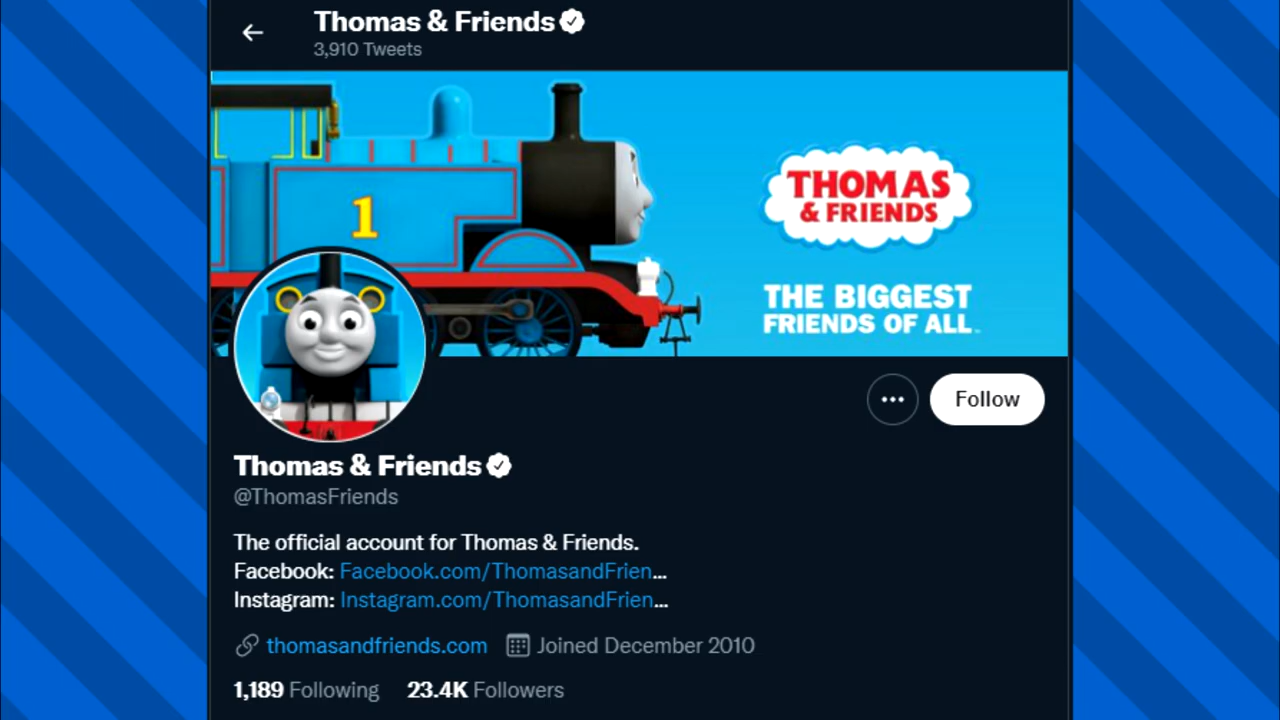 Thomas & Friends
3,910 Tweets
1
THOMAS
& FRIENDS
THE BIGGEST
FRIENDS OF ALL™
Follow
Thomas & Friends
@ThomasFriends
The official account for Thomas & Friends.
Facebook: Facebook.com/ThomasandFrien...
Instagram: Instagram.com/ThomasandFrien...
thomasandfriends.com Joined December 2010
1,189 Following 23.4K Followers